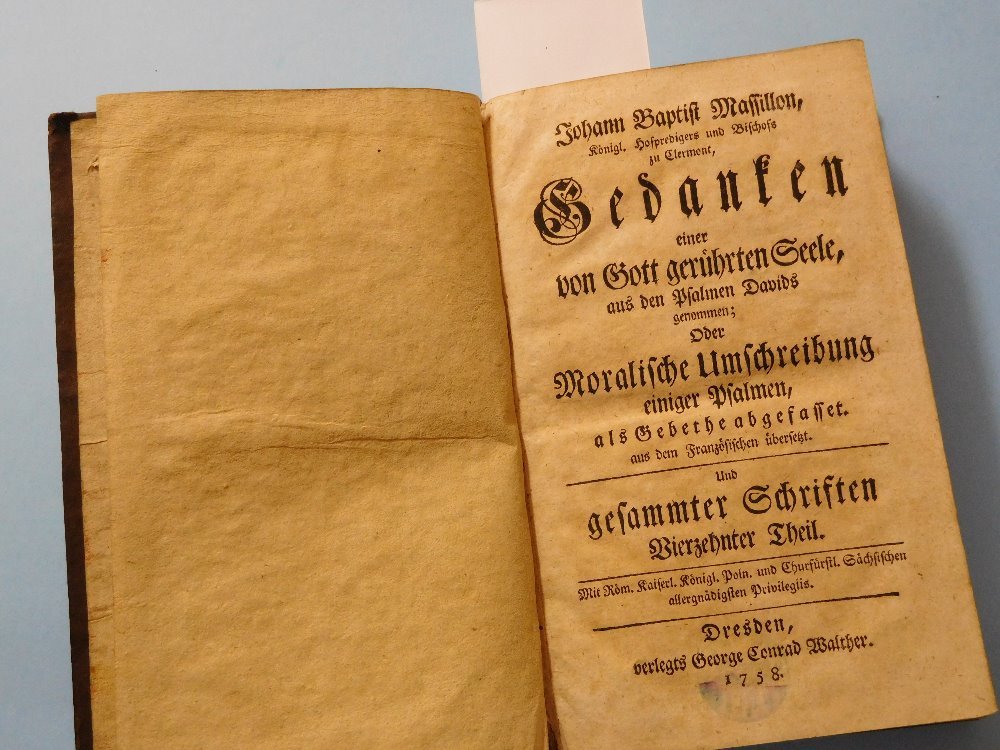 Johann Baptist Massillon,
Königl. Hofpredigers und Bischofs
zu Clermont,
Gedanken
einer
von Gott gerührten Seele,
aus den Psalmen Davids
genommen;
Oder
Moralische Umschreibung
einiger Psalmen,
als Gebethe abgefasset.
aus dem Französischen übersetzt.
Und
gesammter Schriften
Vierzehnter Theil.
Mit Röm. Kaiserl. Königl. Poln. und Churfürstl. Sächsischen
allergnädigsten Privilegiis.
Dresden,
verlegts George Conrad Walther.
1758.